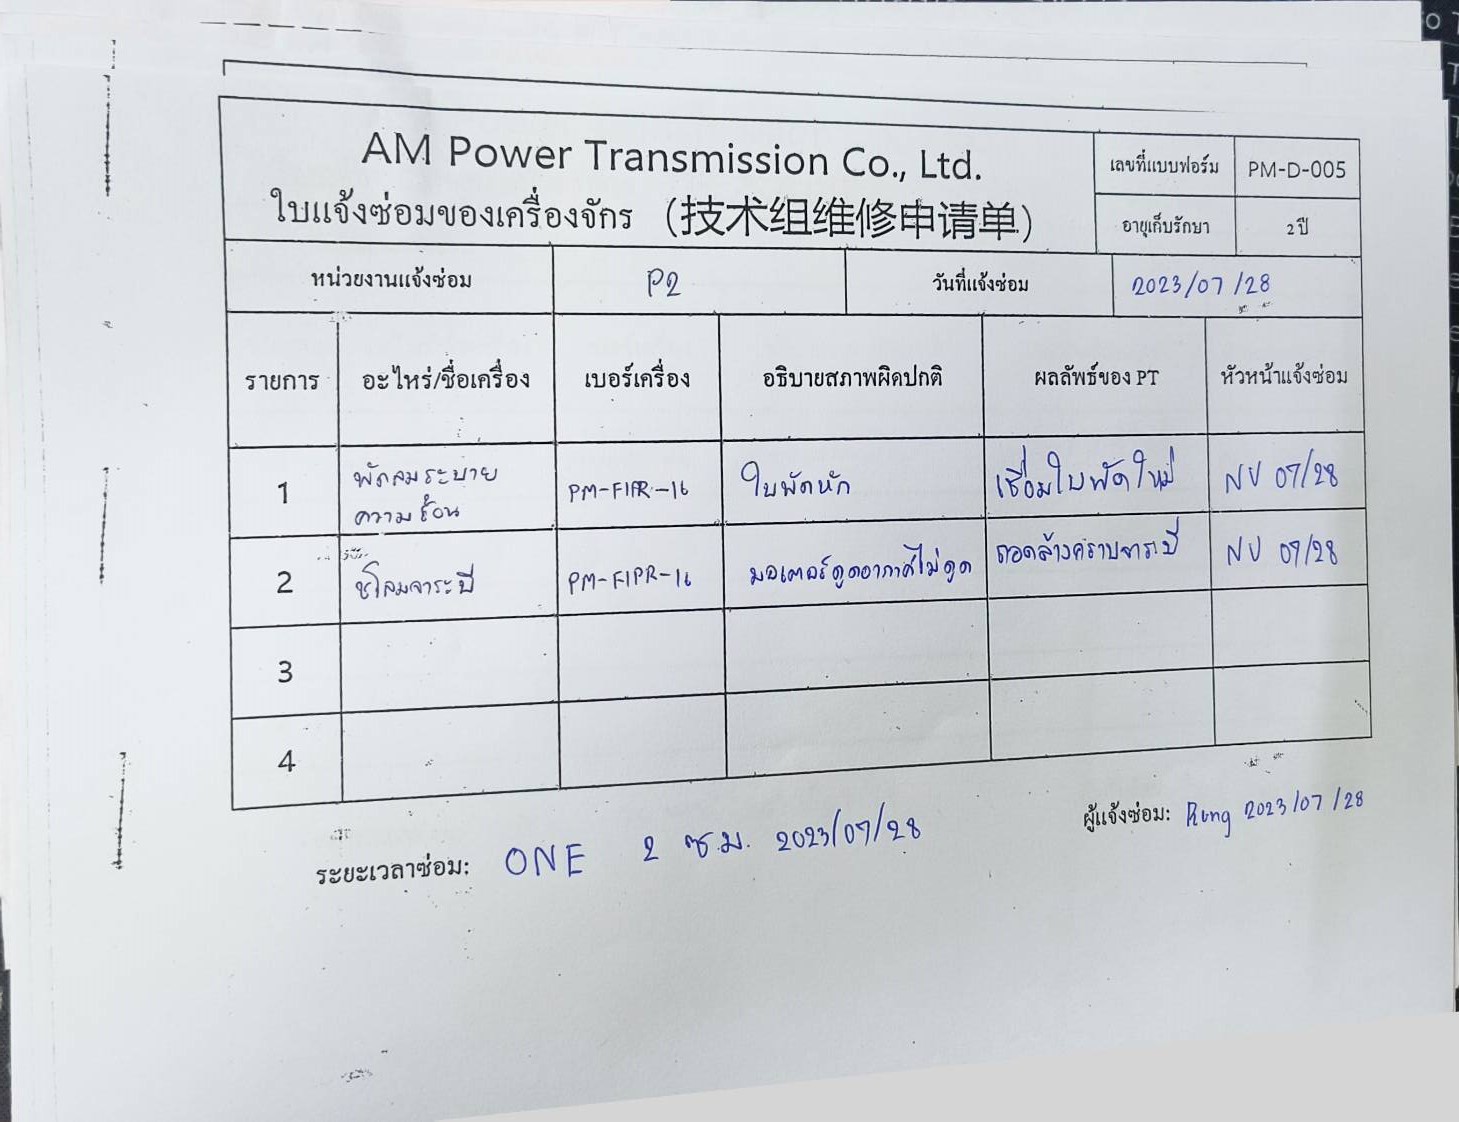 AM Power Transmission Co., Ltd.
ใบแจ้งซ่อมของเครื่องจักร (技术组维修申请单)
เลขที่แบบฟอร์ม PM-D-005
อายุเก็บรักษา 2 ปี
หน่วยงานแจ้งซ่อม P2 วันที่แจ้งซ่อม 2023/07/28
รายการ อะไหร่/ชื่อเครื่อง เบอร์เครื่อง อธิบายสภาพผิดปกติ ผลลัพธ์ของ PT หัวหน้าแจ้งซ่อม
1 พัดลมระบาย PM-FIPR-16 ใบพัดหัก เชื่อมใบพัดใหม่ NU 07/28
ความร้อน
2 ชโลมจาระบี PM-FIPR-16 มอเตอร์ดูดอากาศไม่ดูด ถอดล้างคราบจาระบี NU 07/28
3
4
ระยะเวลาซ่อม: ONE 2 ช.ม. 2023/07/28
ผู้แจ้งซ่อม: Rung 2023/07/28